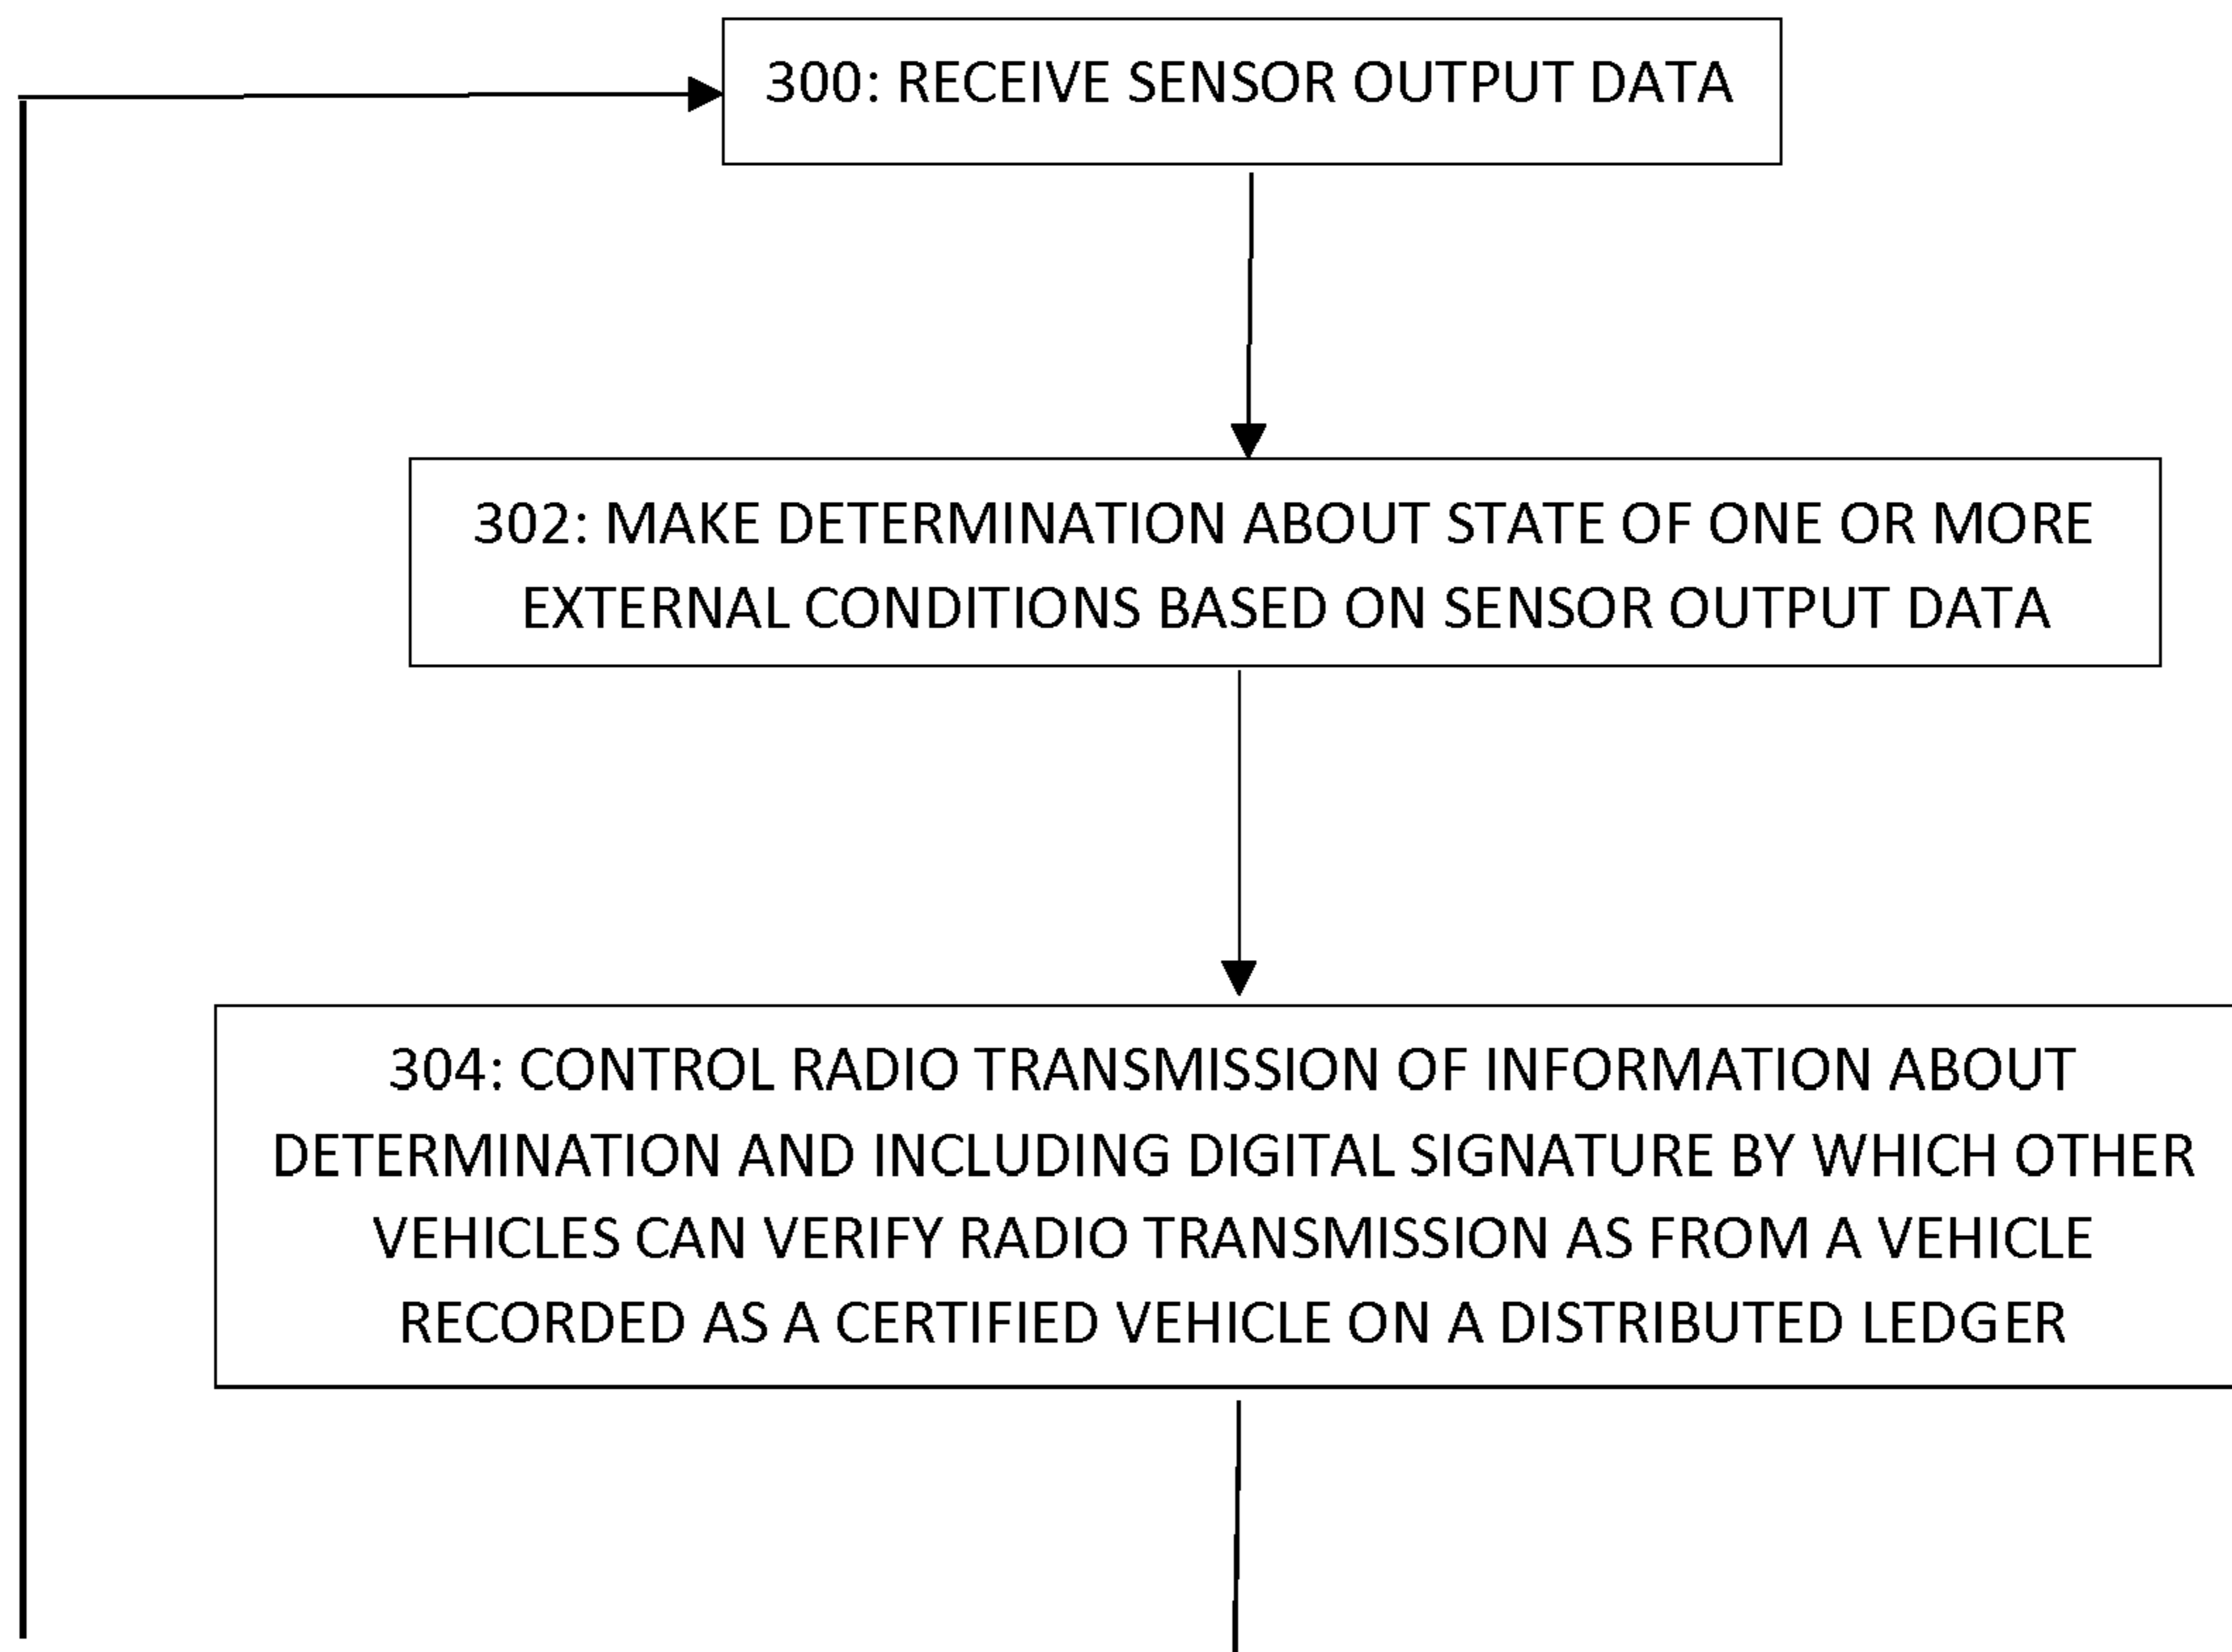 300: RECEIVE SENSOR OUTPUT DATA
302: MAKE DETERMINATION ABOUT STATE OF ONE OR MORE
EXTERNAL CONDITIONS BASED ON SENSOR OUTPUT DATA
304: CONTROL RADIO TRANSMISSION OF INFORMATION ABOUT
DETERMINATION AND INCLUDING DIGITAL SIGNATURE BY WHICH OTHER
VEHICLES CAN VERIFY RADIO TRANSMISSION AS FROM A VEHICLE
RECORDED AS A CERTIFIED VEHICLE ON A DISTRIBUTED LEDGER